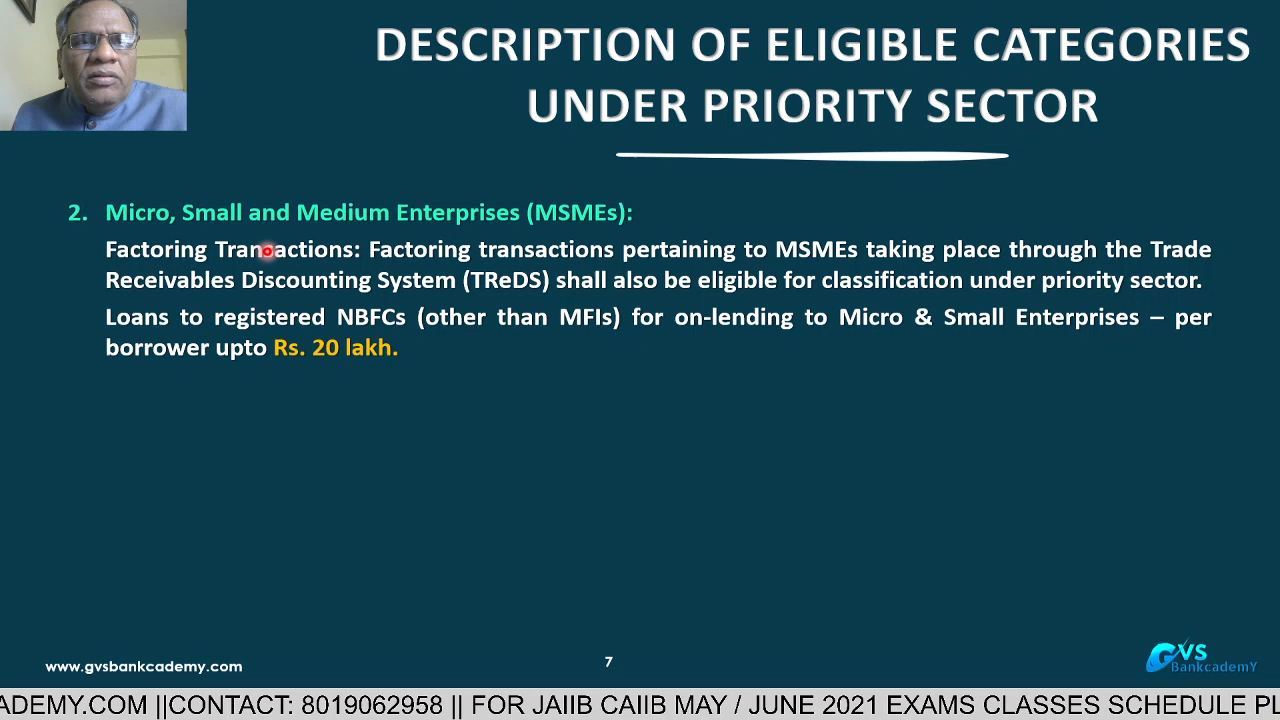 DESCRIPTION OF ELIGIBLE CATEGORIES
UNDER PRIORITY SECTOR
2. Micro, Small and Medium Enterprises (MSMEs):
Factoring Transactions: Factoring transactions pertaining to MSMEs taking place through the Trade
Receivables Discounting System (TReDS) shall also be eligible for classification under priority sector.
Loans to registered NBFCs (other than MFIs) for on-lending to Micro & Small Enterprises – per
borrower upto Rs. 20 lakh.
www.gvsbankcademy.com
7
GVS
BankcademY
ADEMY.COM ||CONTACT: 8019062958 || FOR JAIIB CAIIB MAY / JUNE 2021 EXAMS CLASSES SCHEDULE PL